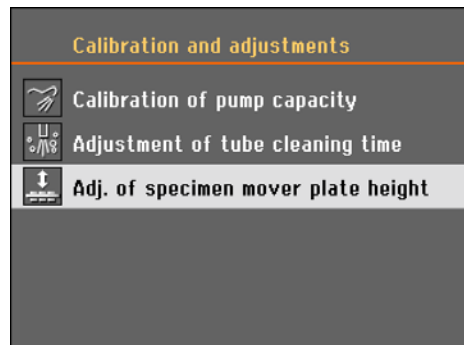 Calibration and adjustments
Calibration of pump capacity
Adjustment of tube cleaning time
Adj. of specimen mover plate height